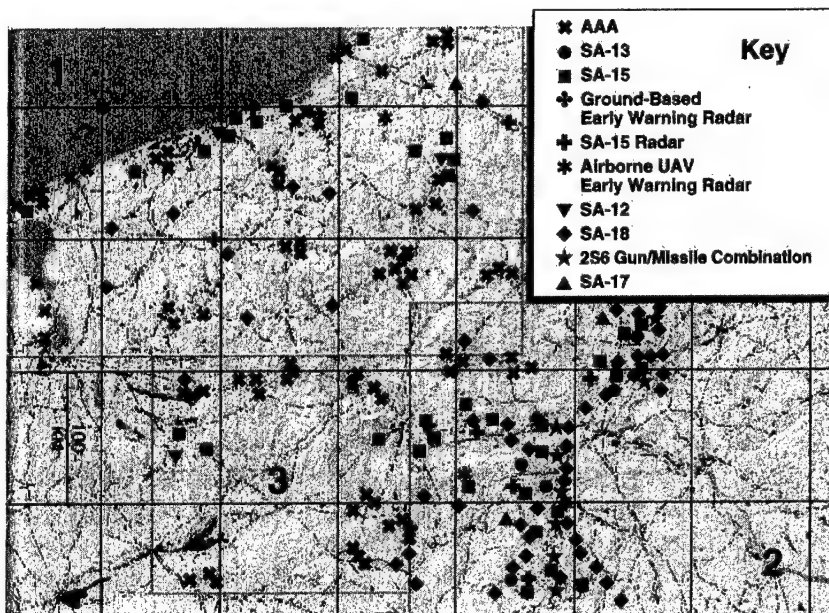 Key
AAA
SA-13
SA-15
Ground-Based
Early Warning Radar
SA-15 Radar
Airborne UAV
Early Warning Radar
SA-12
SA-18
2S6 Gun/Missile Combination
SA-17
1
100
3
2